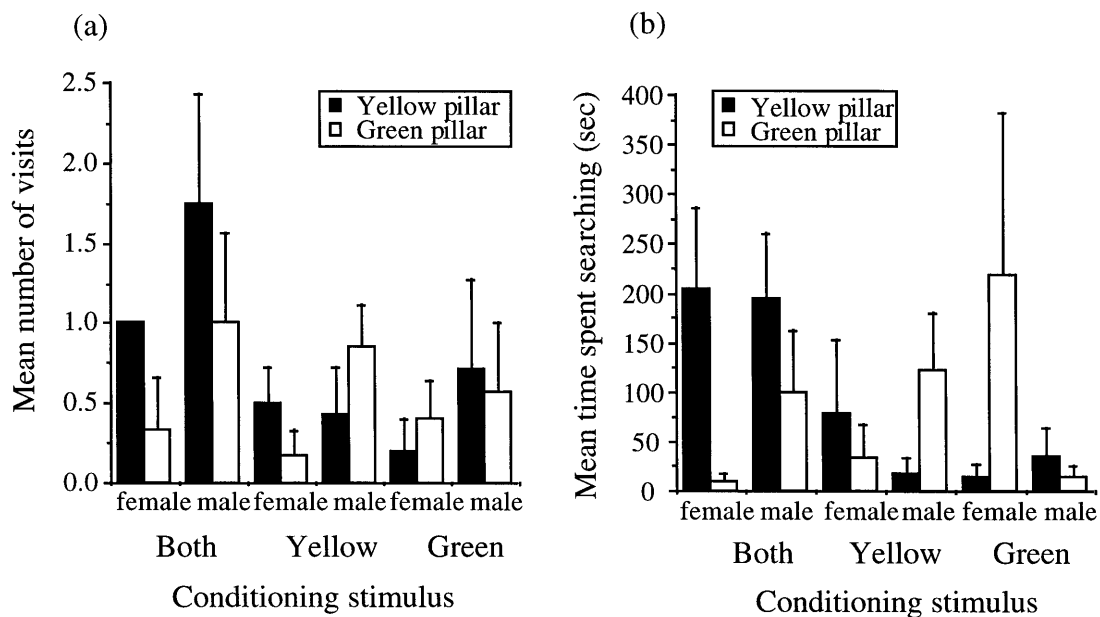 (a)
Mean number of visits
2.5
2.0
1.5
1.0
0.5
0.0
Yellow pillar
Green pillar
female male female male female male
Both Yellow Green
Conditioning stimulus
(b)
Mean time spent searching (sec)
400
350
300
250
200
150
100
50
0
Yellow pillar
Green pillar
female male female male female male
Both Yellow Green
Conditioning stimulus